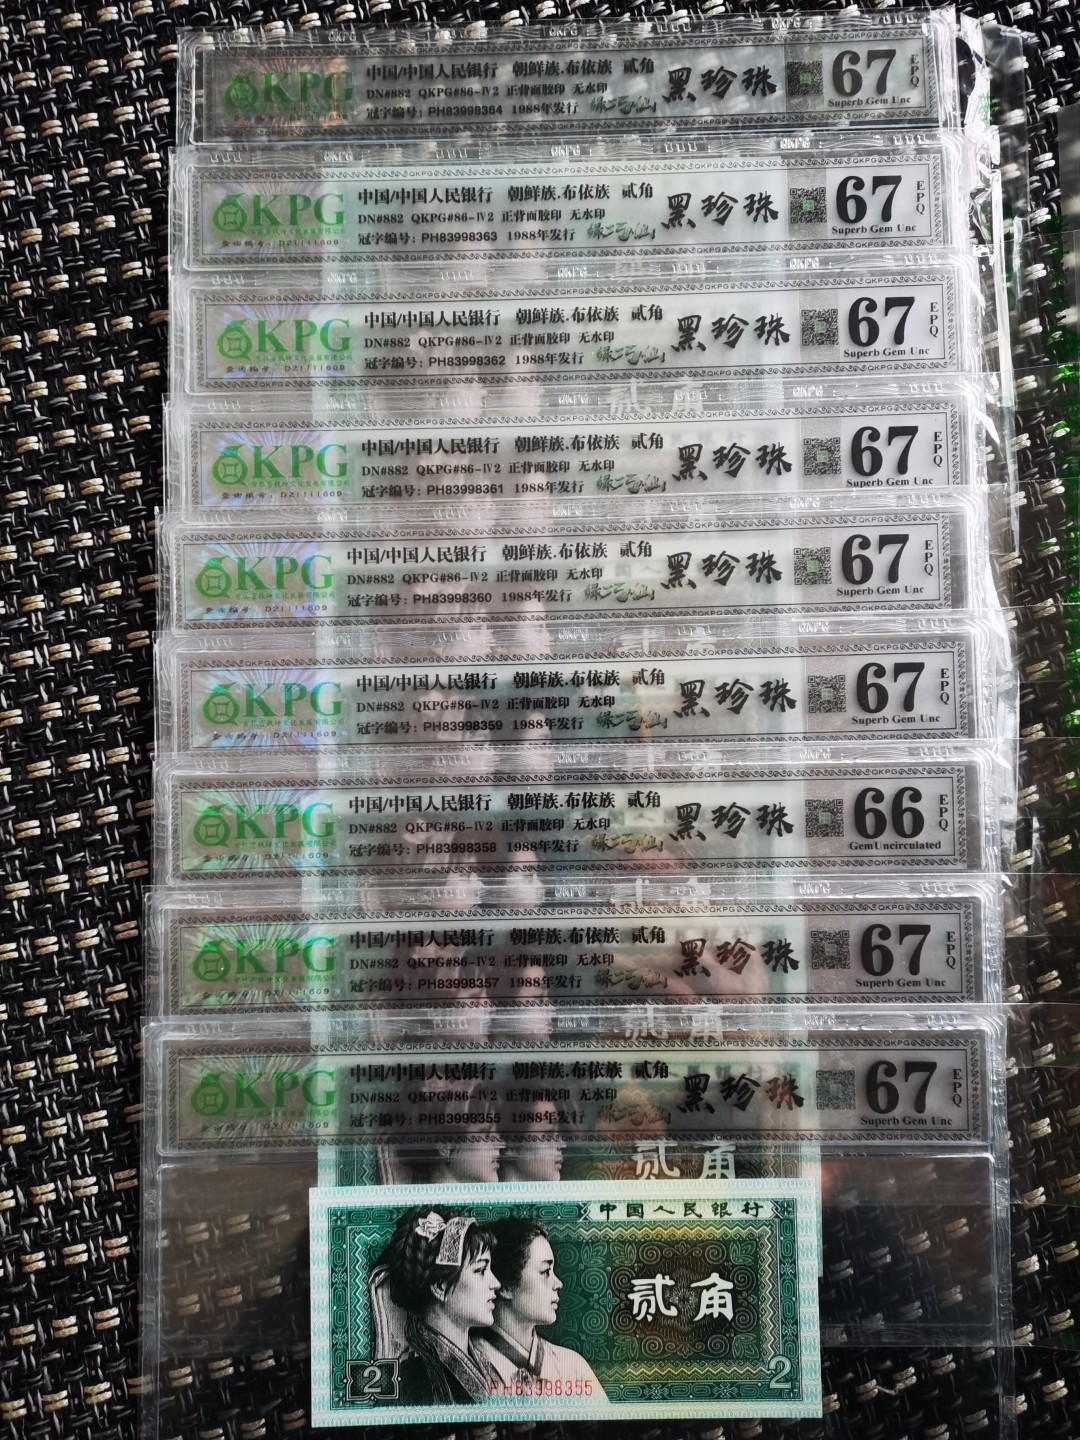 QKPG 中国/中国人民银行 朝鲜族.布依族 贰角 黑珍珠 67 EPQ
DN#882 QKPG#86-Ⅳ2 正背面胶印 无水印
冠字编号: PH83998364 1988年发行 Superb Gem Unc
QKPG 中国/中国人民银行 朝鲜族.布依族 贰角 黑珍珠 67 EPQ
DN#882 QKPG#86-Ⅳ2 正背面胶印 无水印
冠字编号: PH83998363 1988年发行 Superb Gem Unc
QKPG 中国/中国人民银行 朝鲜族.布依族 贰角 黑珍珠 67 EPQ
DN#882 QKPG#86-Ⅳ2 正背面胶印 无水印
冠字编号: PH83998362 1988年发行 Superb Gem Unc
QKPG 中国/中国人民银行 朝鲜族.布依族 贰角 黑珍珠 67 EPQ
DN#882 QKPG#86-Ⅳ2 正背面胶印 无水印
冠字编号: PH83998361 1988年发行 Superb Gem Unc
QKPG 中国/中国人民银行 朝鲜族.布依族 贰角 黑珍珠 67 EPQ
DN#882 QKPG#86-Ⅳ2 正背面胶印 无水印
冠字编号: PH83998360 1988年发行 Superb Gem Unc
QKPG 中国/中国人民银行 朝鲜族.布依族 贰角 黑珍珠 67 EPQ
DN#882 QKPG#86-Ⅳ2 正背面胶印 无水印
冠字编号: PH83998359 1988年发行 Superb Gem Unc
QKPG 中国/中国人民银行 朝鲜族.布依族 贰角 黑珍珠 66 EPQ
DN#882 QKPG#86-Ⅳ2 正背面胶印 无水印
冠字编号: PH83998358 1988年发行 GemUncirculated
QKPG 中国/中国人民银行 朝鲜族.布依族 贰角 黑珍珠 67 EPQ
DN#882 QKPG#86-Ⅳ2 正背面胶印 无水印
冠字编号: PH83998357 1988年发行 Superb Gem Unc
QKPG 中国/中国人民银行 朝鲜族.布依族 贰角 黑珍珠 67 EPQ
DN#882 QKPG#86-Ⅳ2 正背面胶印 无水印
冠字编号: PH83998355 1988年发行 Superb Gem Unc
贰角
中国人民银行
贰角
2 PH83998355 2